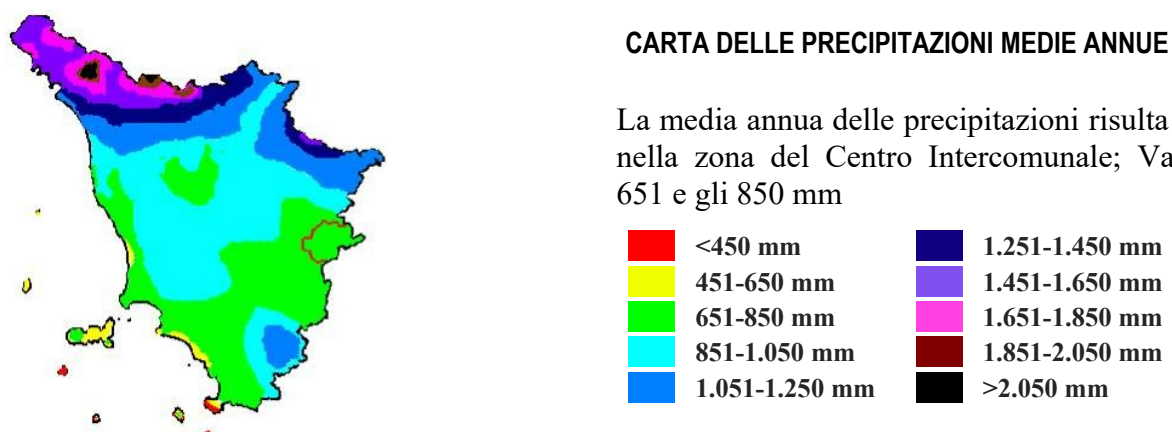 CARTA DELLE PRECIPITAZIONI MEDIE ANNUE
La media annua delle precipitazioni risulta
nella zona del Centro Intercomunale; Va
651 e gli 850 mm
<450 mm
451-650 mm
651-850 mm
851-1.050 mm
1.051-1.250 mm
1.251-1.450 mm
1.451-1.650 mm
1.651-1.850 mm
1.851-2.050 mm
>2.050 mm